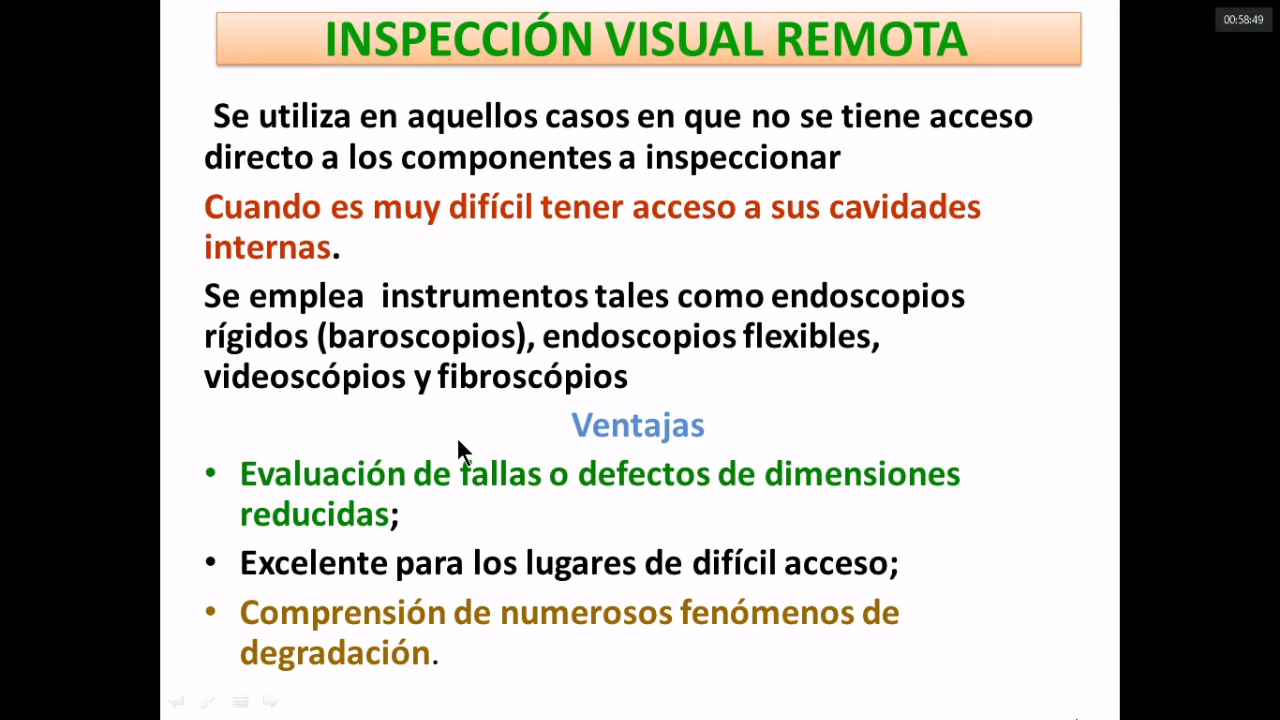 00:58:49
INSPECCIÓN VISUAL REMOTA
Se utiliza en aquellos casos en que no se tiene acceso
directo a los componentes a inspeccionar
Cuando es muy difícil tener acceso a sus cavidades
internas.
Se emplea instrumentos tales como endoscopios
rígidos (baroscopios), endoscopios flexibles,
videoscópios y fibroscópios
Ventajas
• Evaluación de fallas o defectos de dimensiones
reducidas;
• Excelente para los lugares de difícil acceso;
• Comprensión de numerosos fenómenos de
degradación.